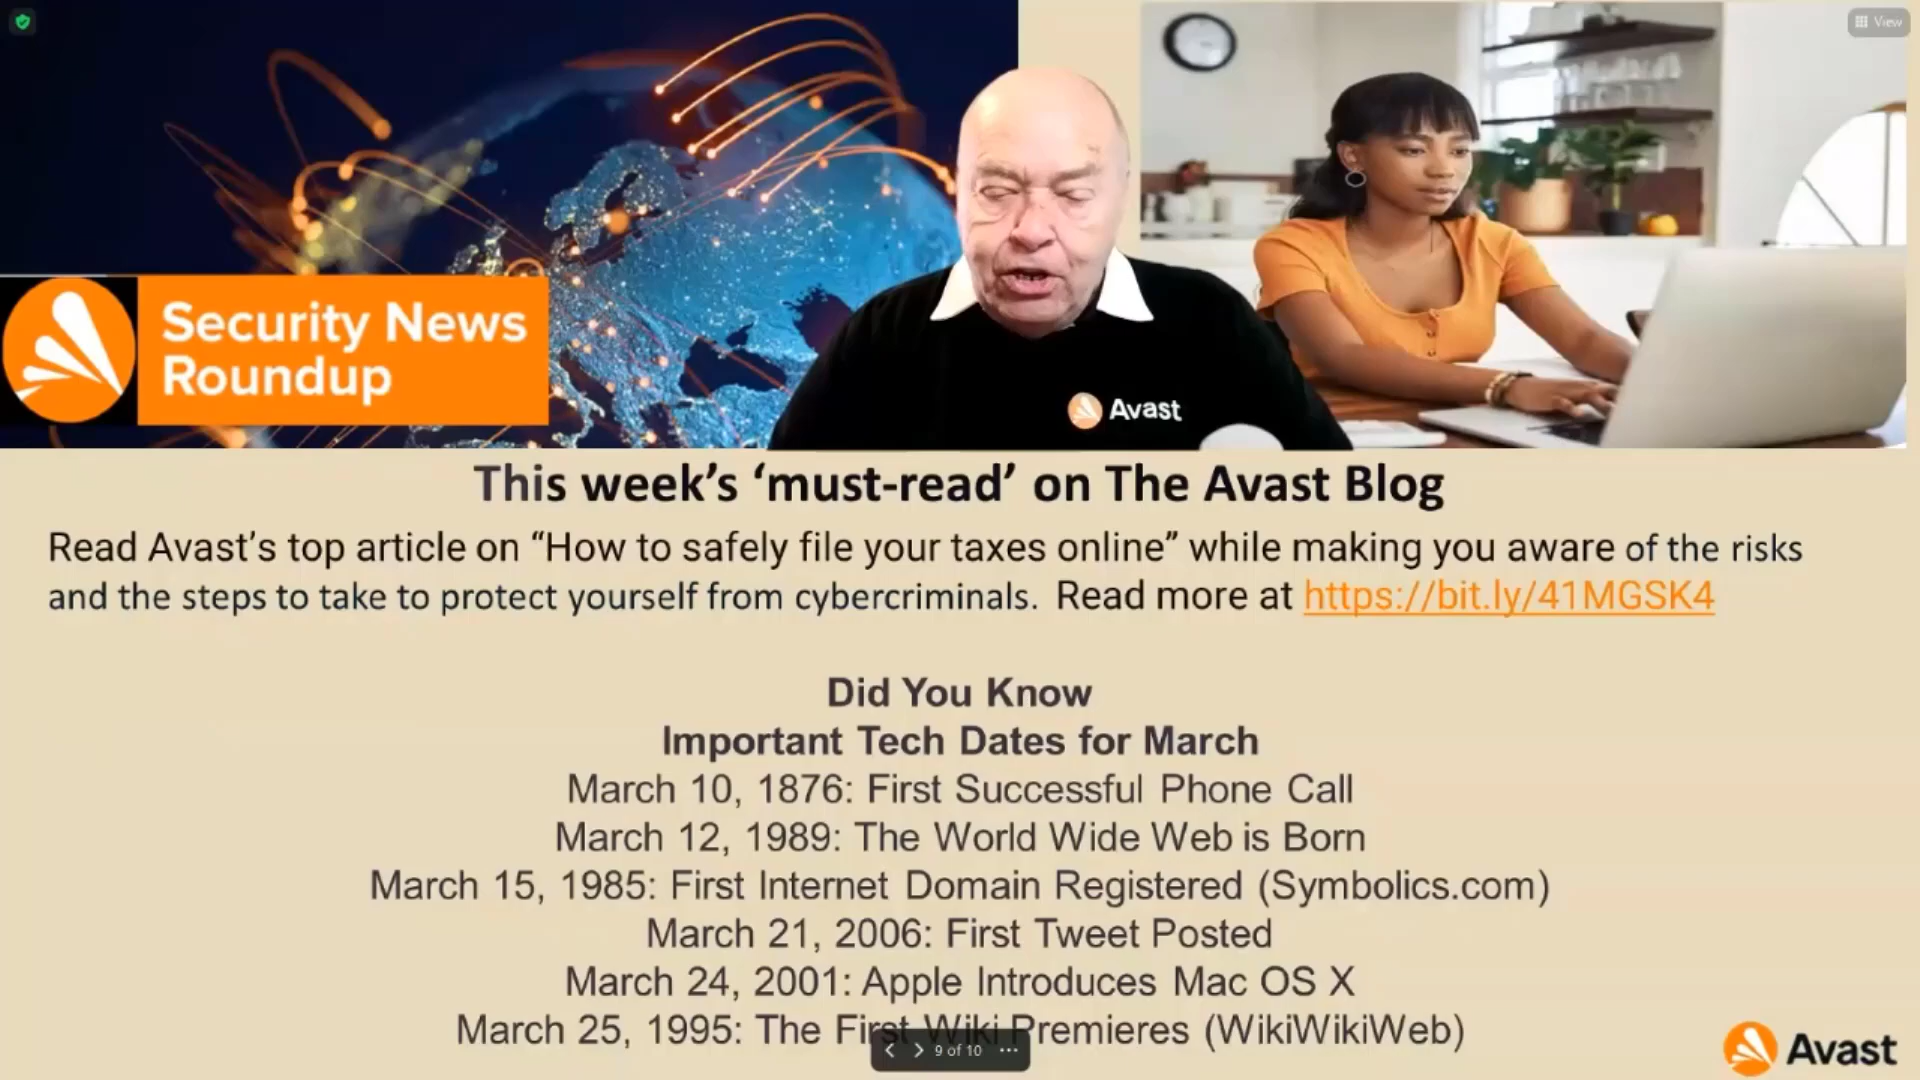 View
Security News
Roundup
Avast
This week’s ‘must-read’ on The Avast Blog
Read Avast’s top article on “How to safely file your taxes online” while making you aware of the risks
and the steps to take to protect yourself from cybercriminals. Read more at https://bit.ly/41MGSK4
Did You Know
Important Tech Dates for March
March 10, 1876: First Successful Phone Call
March 12, 1989: The World Wide Web is Born
March 15, 1985: First Internet Domain Registered (Symbolics.com)
March 21, 2006: First Tweet Posted
March 24, 2001: Apple Introduces Mac OS X
March 25, 1995: The First Wiki Premieres (WikiWikiWeb)
9 of 10
Avast